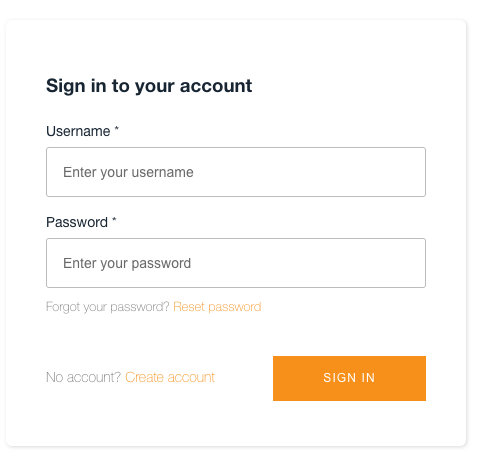 Sign in to your account
Username *
Enter your username
Password *
Enter your password
Forgot your password? Reset password
No account? Create account
SIGN IN